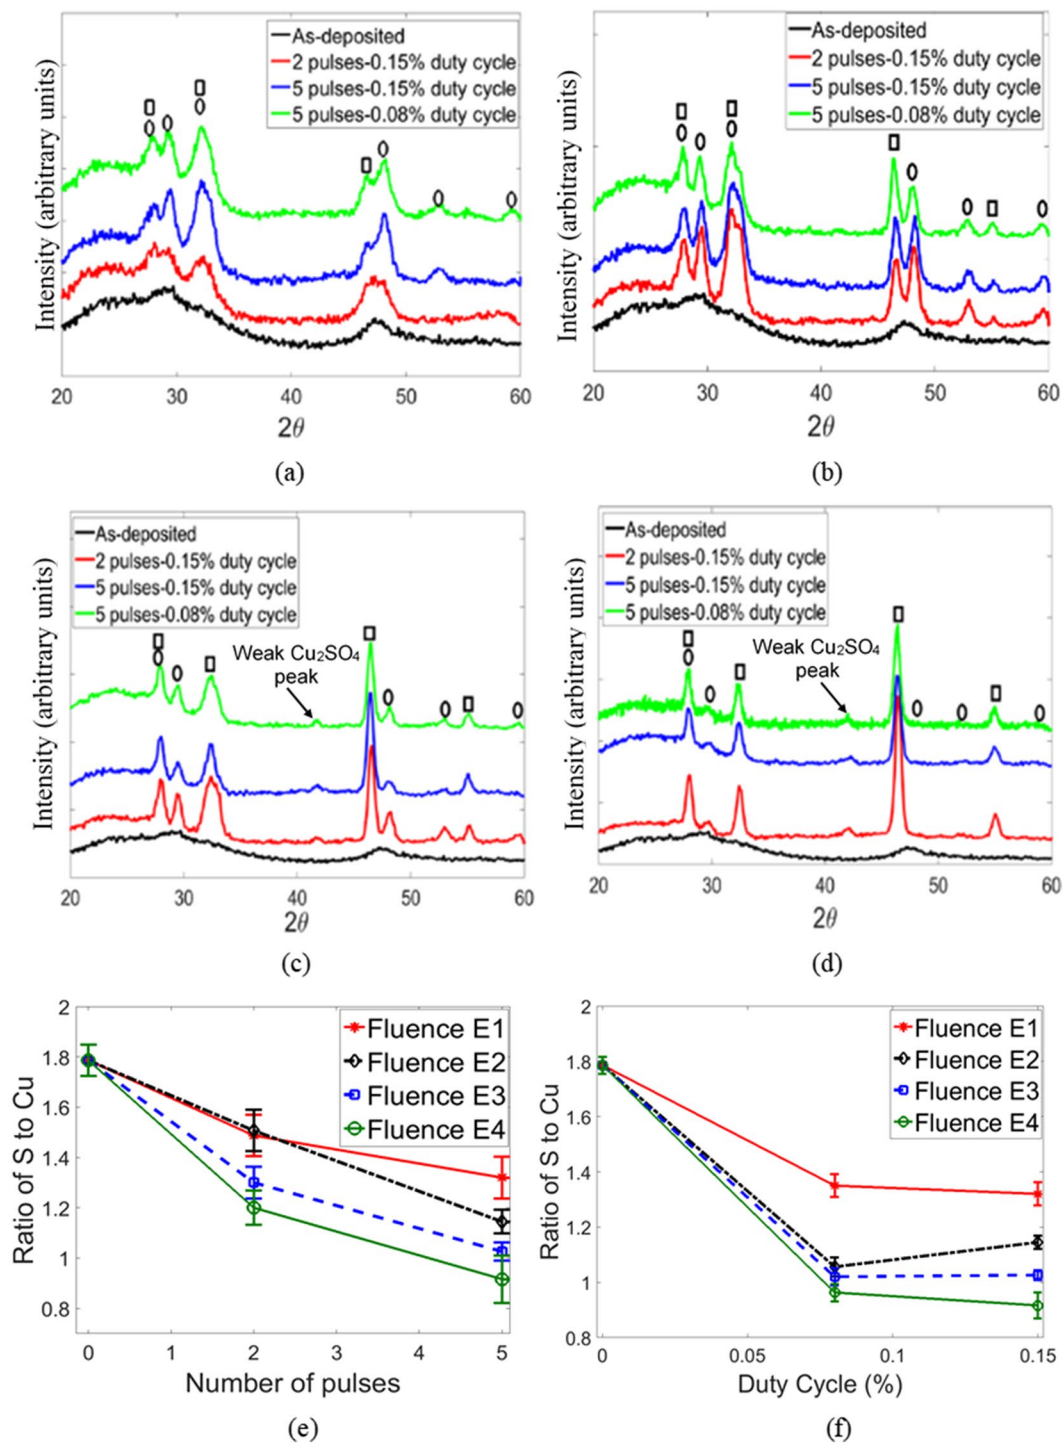 As-deposited
2 pulses-0.15% duty cycle
5 pulses-0.15% duty cycle
5 pulses-0.08% duty cycle
Intensity (arbitrary units)
20 30 40 50 60
2θ
(a)
As-deposited
2 pulses-0.15% duty cycle
5 pulses-0.15% duty cycle
5 pulses-0.08% duty cycle
Intensity (arbitrary units)
20 30 40 50 60
2θ
(b)
As-deposited
2 pulses-0.15% duty cycle
5 pulses-0.15% duty cycle
5 pulses-0.08% duty cycle
Weak Cu₂SO₄
peak
Intensity (arbitrary units)
20 30 40 50 60
2θ
(c)
As-deposited
2 pulses-0.15% duty cycle
5 pulses-0.15% duty cycle
5 pulses-0.08% duty cycle
Weak Cu₂SO₄
peak
Intensity (arbitrary units)
20 30 40 50 60
2θ
(d)
2
1.8
1.6
1.4
1.2
1
0.8
Ratio of S to Cu
Fluence E1
Fluence E2
Fluence E3
Fluence E4
0 1 2 3 4 5
Number of pulses
(e)
2
1.8
1.6
1.4
1.2
1
0.8
Ratio of S to Cu
Fluence E1
Fluence E2
Fluence E3
Fluence E4
0 0.05 0.1 0.15
Duty Cycle (%)
(f)